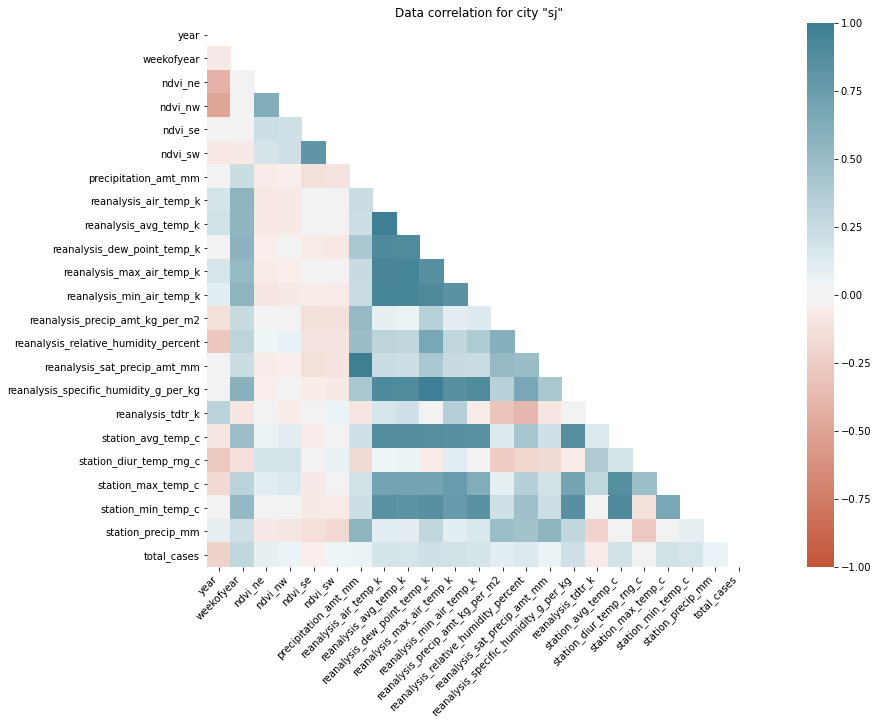 Data correlation for city "sj"
year
weekofyear
ndvi_ne
ndvi_nw
ndvi_se
ndvi_sw
precipitation_amt_mm
reanalysis_air_temp_k
reanalysis_avg_temp_k
reanalysis_dew_point_temp_k
reanalysis_max_air_temp_k
reanalysis_min_air_temp_k
reanalysis_precip_amt_kg_per_m2
reanalysis_relative_humidity_percent
reanalysis_sat_precip_amt_mm
reanalysis_specific_humidity_g_per_kg
reanalysis_tdtr_k
station_avg_temp_c
station_diur_temp_rng_c
station_max_temp_c
station_min_temp_c
station_precip_mm
total_cases
year
weekofyear
ndvi_ne
ndvi_nw
ndvi_se
ndvi_sw
precipitation_amt_mm
reanalysis_air_temp_k
reanalysis_avg_temp_k
reanalysis_dew_point_temp_k
reanalysis_max_air_temp_k
reanalysis_min_air_temp_k
reanalysis_precip_amt_kg_per_m2
reanalysis_relative_humidity_percent
reanalysis_sat_precip_amt_mm
reanalysis_specific_humidity_g_per_kg
reanalysis_tdtr_k
station_avg_temp_c
station_diur_temp_rng_c
station_max_temp_c
station_min_temp_c
station_precip_mm
total_cases
1.00
0.75
0.50
0.25
0.00
−0.25
−0.50
−0.75
−1.00